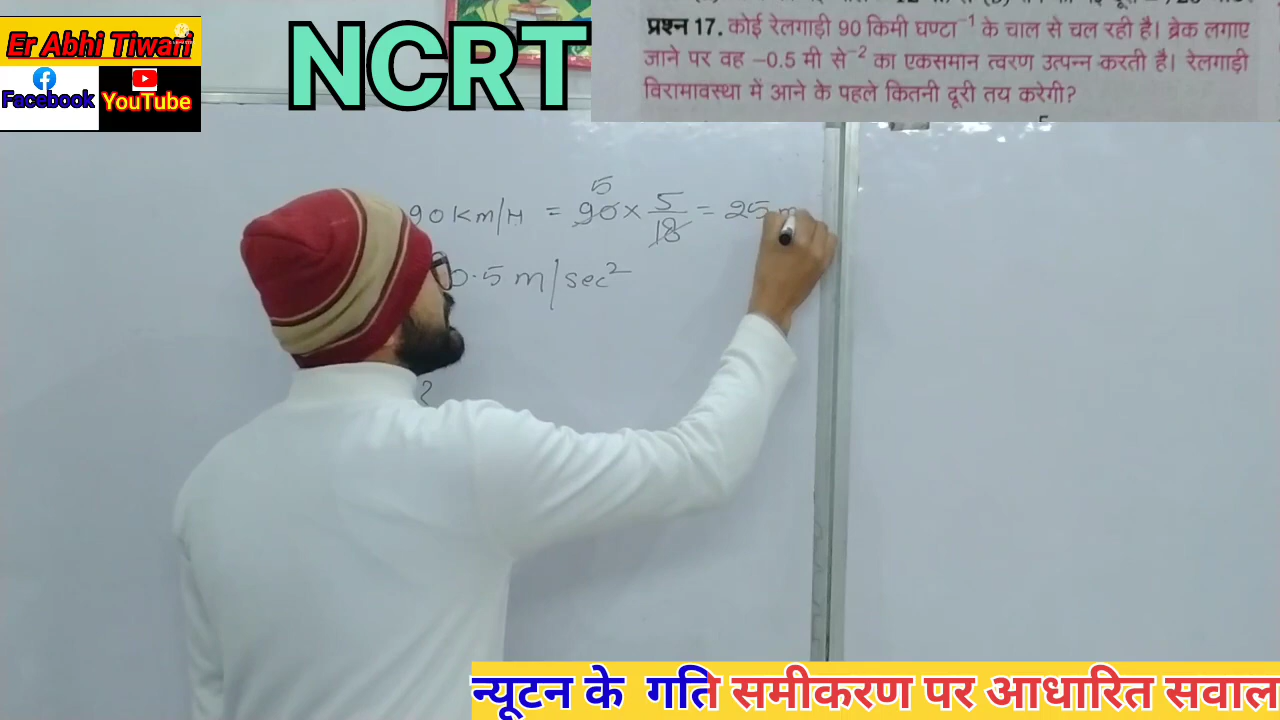 Er Abhi Tiwari
Facebook YouTube
NCRT
प्रश्न 17. कोई रेलगाड़ी 90 किमी घण्टा⁻¹ के चाल से चल रही है। ब्रेक लगाए
जाने पर वह −0.5 मी से⁻² का एकसमान त्वरण उत्पन्न करती है। रेलगाड़ी
विरामावस्था में आने के पहले कितनी दूरी तय करेगी?
90 Km/H = 90 × 5/18 = 25 m
5
0.5 m/sec²
?
न्यूटन के गति समीकरण पर आधारित सवाल